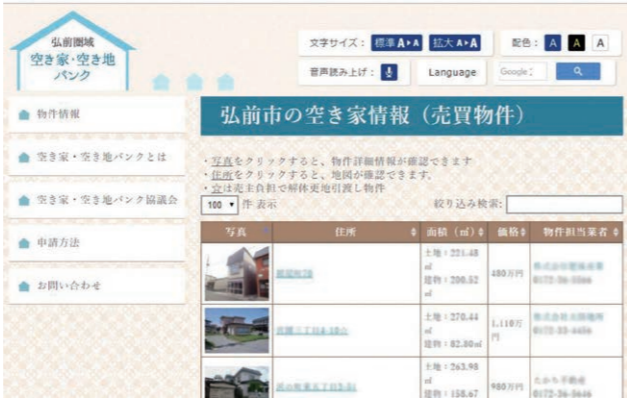 弘前圏域
空き家・空き地
バンク
文字サイズ： 標準 A▸A 拡大 A▸A 配色： A A A
音声読み上げ： Language Google
物件情報
空き家・空き地バンクとは
空き家・空き地バンク協議会
申請方法
お問い合わせ
弘前市の空き家情報（売買物件）
・写真をクリックすると、物件詳細情報が確認できます
・住所をクリックすると、地図が確認できます。
・☆は売主負担で解体更地引渡し物件
100 件 表示 絞り込み検索:
写真 住所 面積（㎡） 価格 物件担当業者
土地：221.48
㎡
建物：200.52
㎡
480万円
土地：270.44
㎡
建物：82.80㎡
1,110万
円
土地：263.98
㎡
建物：158.67
980万円